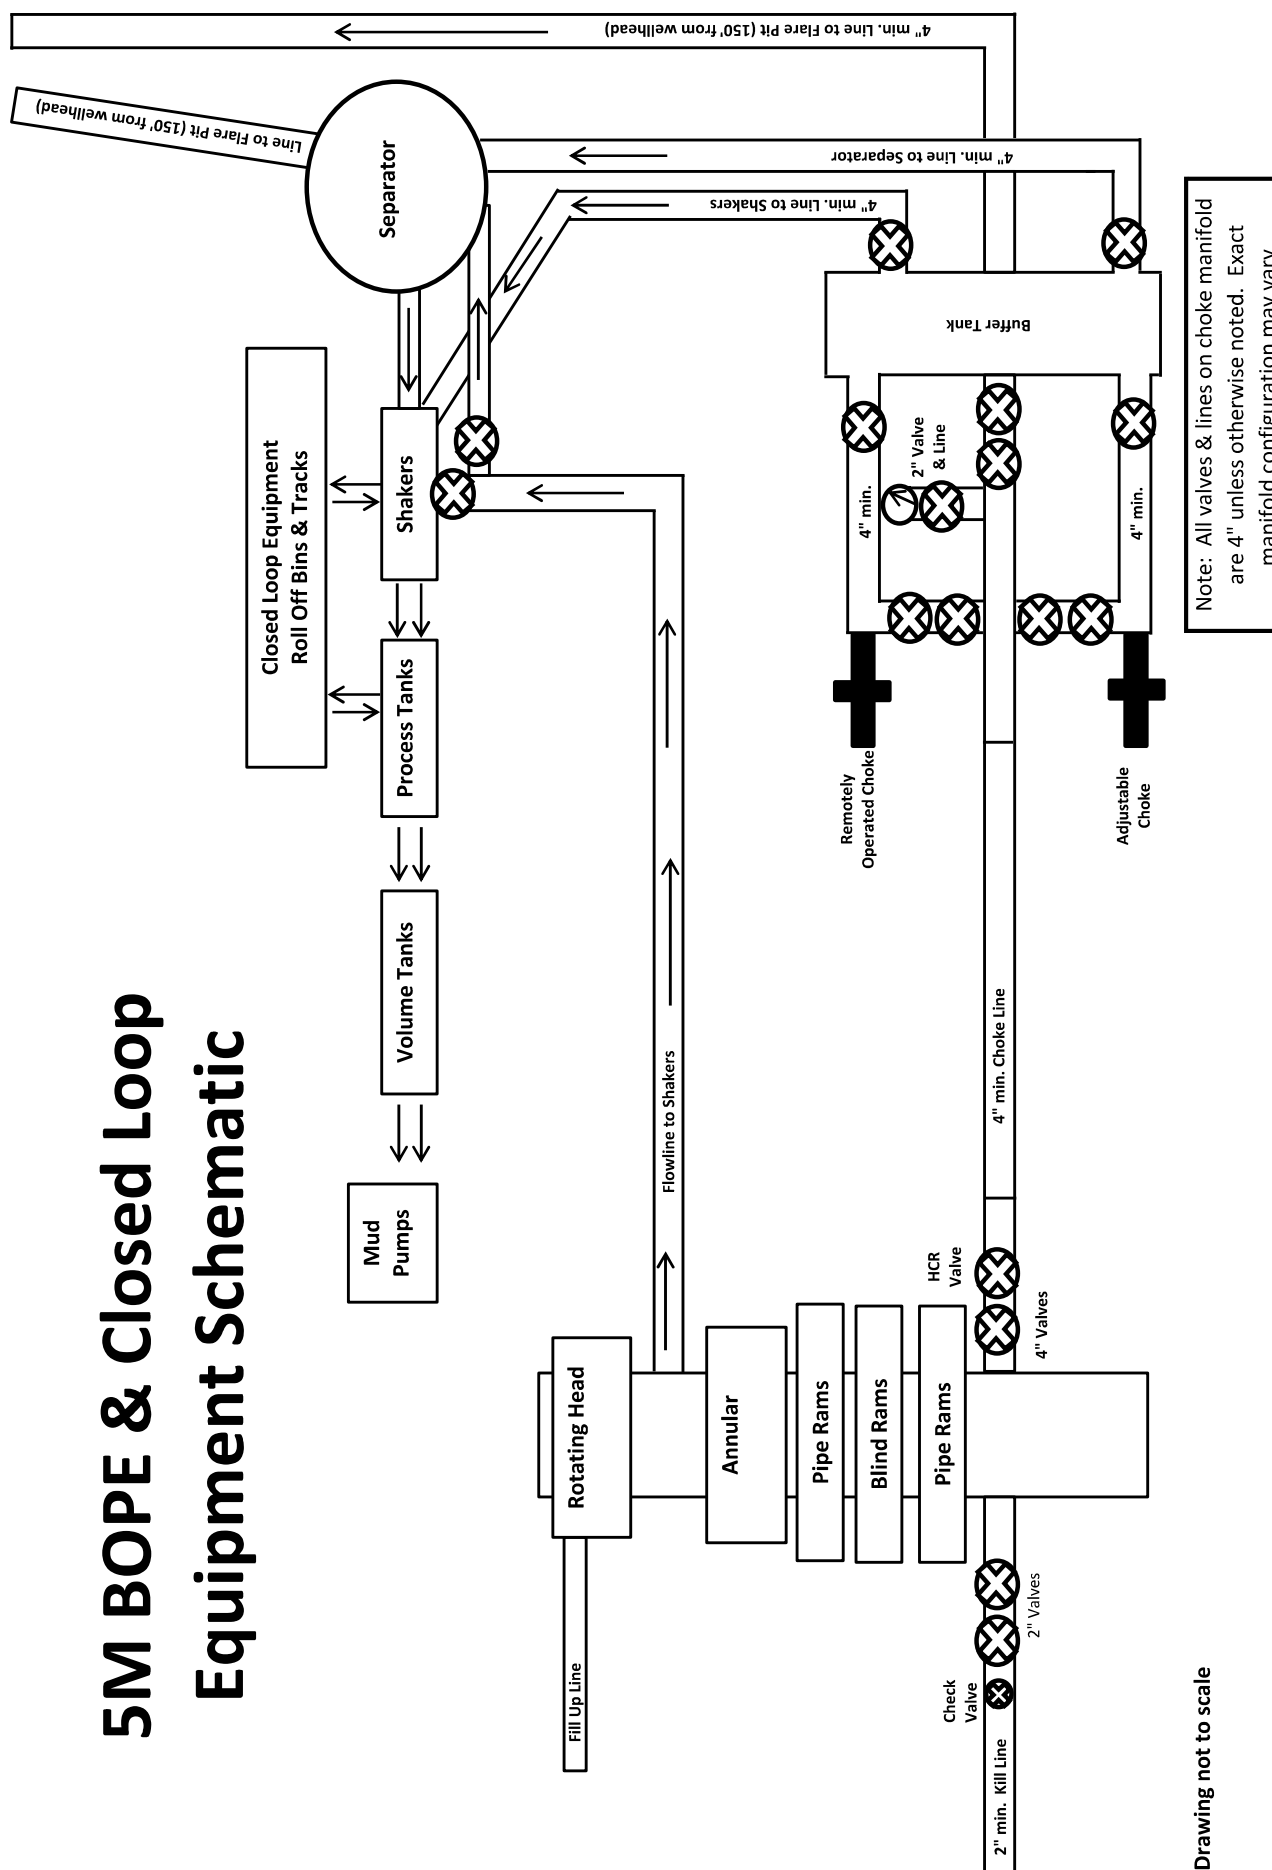 5M BOPE & Closed Loop
Equipment Schematic
Closed Loop Equipment
Roll Off Bins & Tracks
Mud
Pumps
Volume Tanks
Process Tanks
Shakers
Separator
Line to Flare Pit (150' from wellhead)
4" min. Line to Flare Pit (150' from wellhead)
4" min. Line to Separator
4" min. Line to Shakers
Fill Up Line
Rotating Head
Flowline to Shakers
Annular
Pipe Rams
Blind Rams
Pipe Rams
HCR
Valve
4" Valves
2" Valves
Check
Valve
2" min. Kill Line
4" min. Choke Line
Remotely
Operated Choke
Adjustable
Choke
4" min.
2" Valve
& Line
4" min.
Buffer Tank
Drawing not to scale
Note: All valves & lines on choke manifold
are 4" unless otherwise noted. Exact
manifold configuration may vary